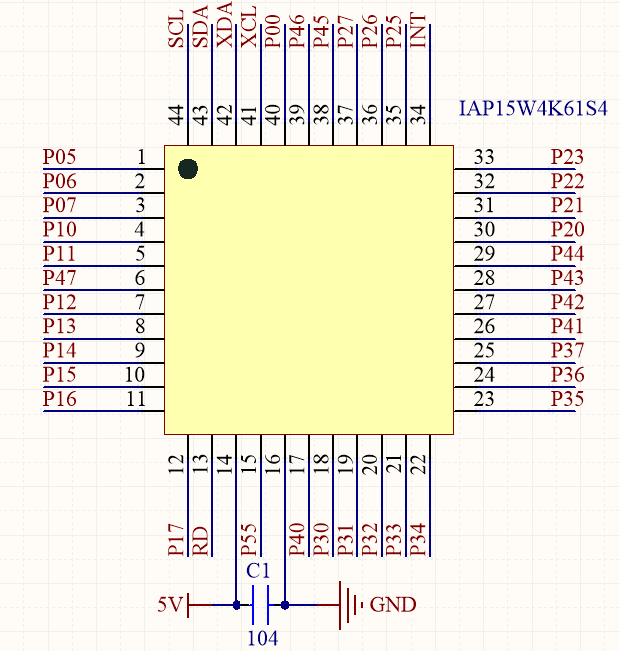 SCL SDA XDA XCL P00 P46 P45 P27 P26 P25 INT
44 43 42 41 40 39 38 37 36 35 34
IAP15W4K61S4
P05 1 33 P23
P06 2 32 P22
P07 3 31 P21
P10 4 30 P20
P11 5 29 P44
P47 6 28 P43
P12 7 27 P42
P13 8 26 P41
P14 9 25 P37
P15 10 24 P36
P16 11 23 P35
12 13 14 15 16 17 18 19 20 21 22
P17 RD P55 P40 P30 P31 P32 P33 P34
C1
5V GND
104